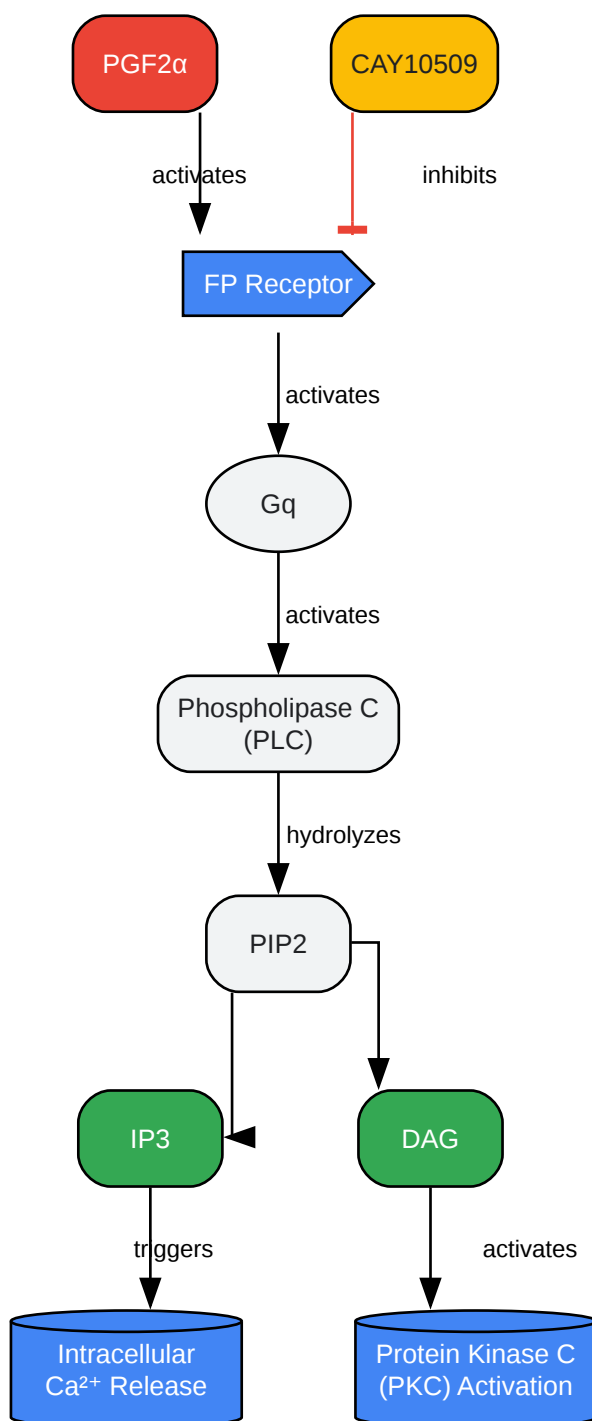 PGF2α
CAY10509
activates
inhibits
FP Receptor
activates
Gq
activates
Phospholipase C
(PLC)
hydrolyzes
PIP2
IP3
DAG
triggers
activates
Intracellular
Ca²⁺ Release
Protein Kinase C
(PKC) Activation